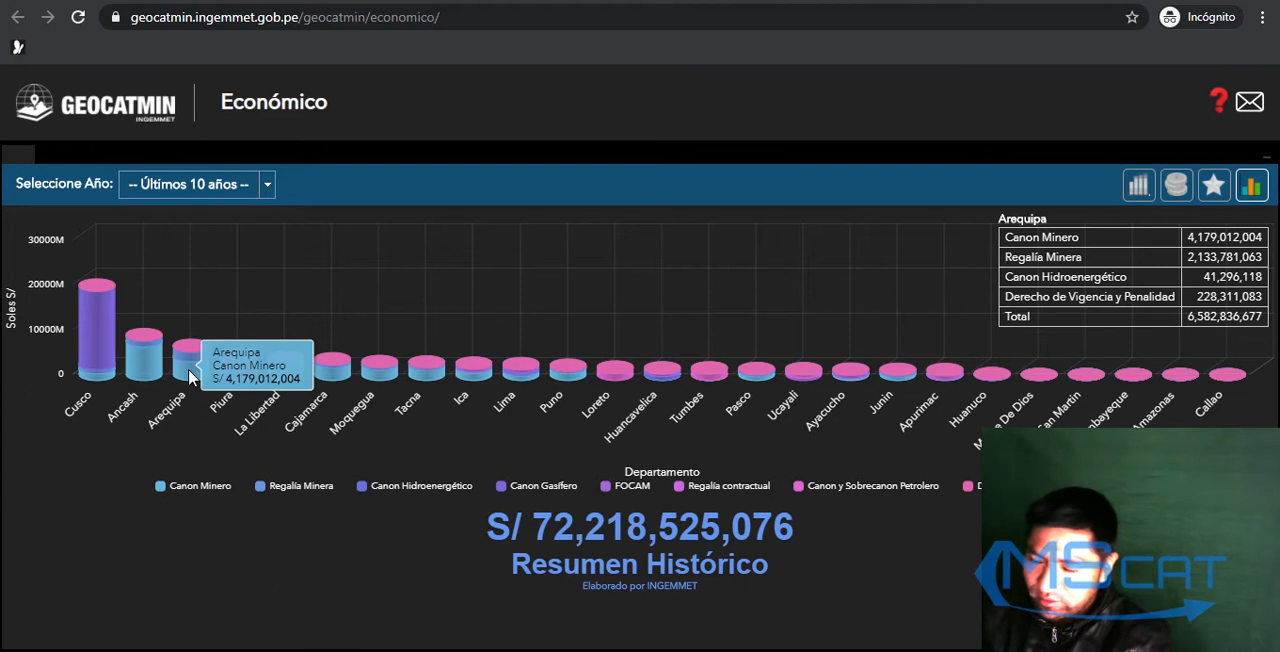 geocatmin.ingemmet.gob.pe/geocatmin/economico/
Incógnito
GEOCATMIN
INGEMMET
Económico
?
Seleccione Año: -- Últimos 10 años --
Arequipa
Canon Minero 4,179,012,004
Regalía Minera 2,133,781,063
Canon Hidroenergético 41,296,118
Derecho de Vigencia y Penalidad 228,311,083
Total 6,582,836,677
Soles S/
30000M
20000M
10000M
0
Arequipa
Canon Minero
S/ 4,179,012,004
Cusco
Ancash
Arequipa
Piura
La Libertad
Cajamarca
Moquegua
Tacna
Ica
Lima
Puno
Loreto
Huancavelica
Tumbes
Pasco
Ucayali
Ayacucho
Junin
Apurimac
Huanuco
De Dios
San Martin
Amazonas
Callao
Departamento
Canon Minero Regalía Minera Canon Hidroenergético Canon Gasífero FOCAM Regalía contractual Canon y Sobrecanon Petrolero
S/ 72,218,525,076
Resumen Histórico
Elaborado por INGEMMET
MSCAT